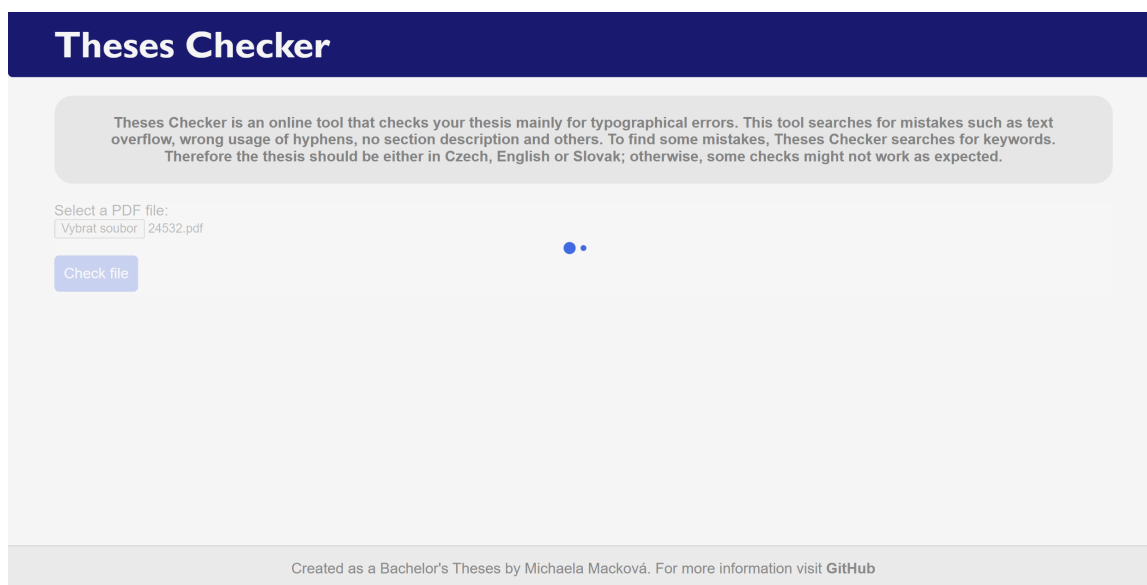 Theses Checker
Theses Checker is an online tool that checks your thesis mainly for typographical errors. This tool searches for mistakes such as text
overflow, wrong usage of hyphens, no section description and others. To find some mistakes, Theses Checker searches for keywords.
Therefore the thesis should be either in Czech, English or Slovak; otherwise, some checks might not work as expected.
Select a PDF file:
Vybrat soubor 24532.pdf
Check file
Created as a Bachelor's Theses by Michaela Macková. For more information visit GitHub